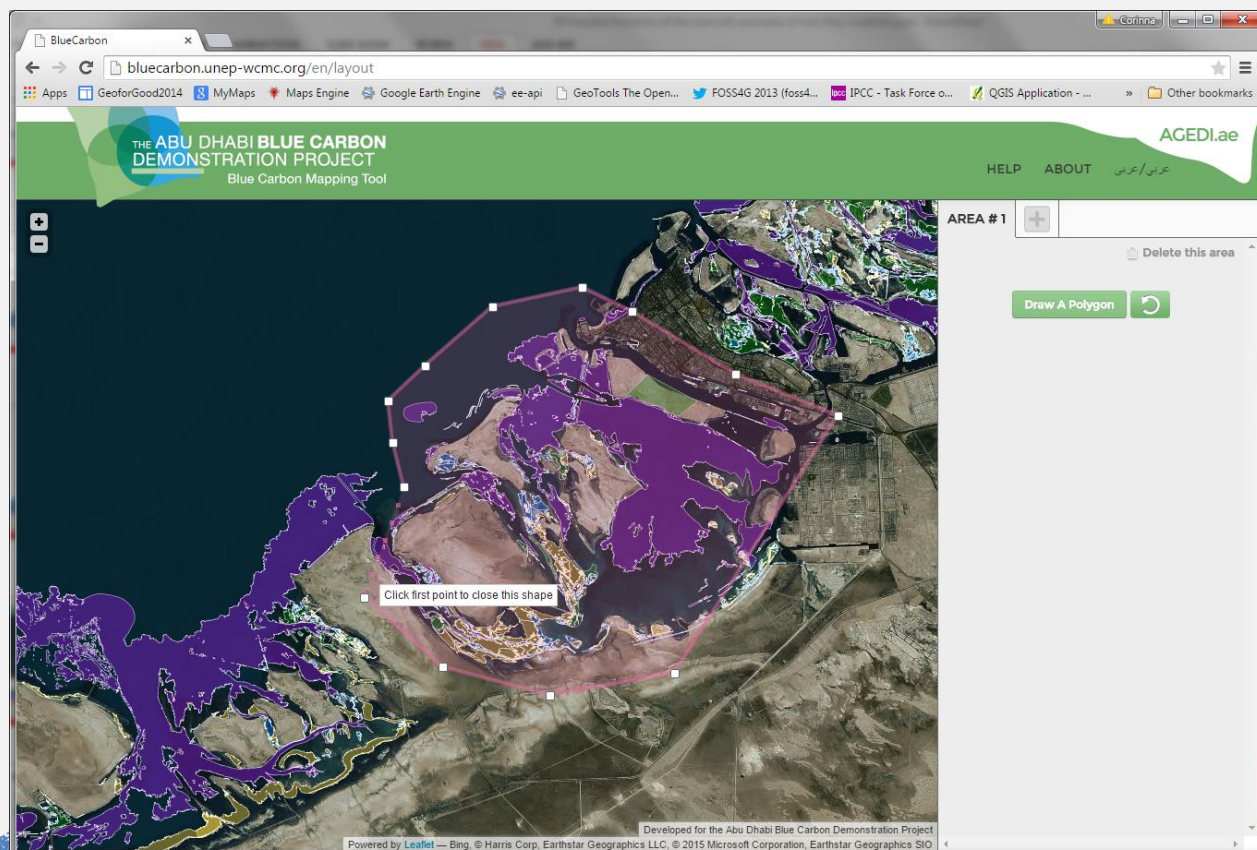 Corinna
BlueCarbon
bluecarbon.unep-wcmc.org/en/layout
Apps GeoforGood2014 MyMaps Maps Engine Google Earth Engine ee-api GeoTools The Open... FOSS4G 2013 (foss4... IPCC - Task Force o... QGIS Application - ... » Other bookmarks
THE ABU DHABI BLUE CARBON
DEMONSTRATION PROJECT
Blue Carbon Mapping Tool
AGEDI.ae
HELP ABOUT عربي/عربى
+
-
AREA # 1 +
Delete this area
Draw A Polygon
Click first point to close this shape
Developed for the Abu Dhabi Blue Carbon Demonstration Project
Powered by Leaflet — Bing, © Harris Corp, Earthstar Geographics LLC, © 2015 Microsoft Corporation, Earthstar Geographics SIO